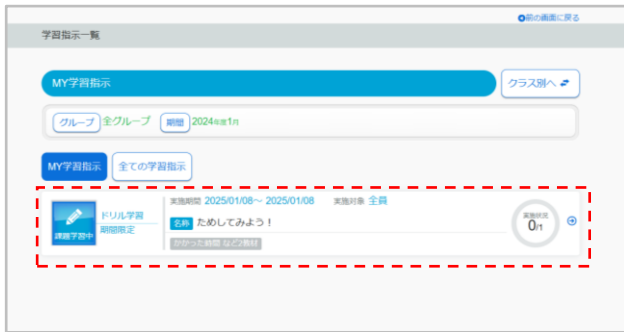 前の画面に戻る
学習指示一覧
MY学習指示
クラス別へ
グループ 全グループ 期間 2024年度1月
MY学習指示 全ての学習指示
実施期間 2025/01/08～ 2025/01/08 実施対象 全員
ドリル学習
期間限定
課題学習中
名称 ためしてみよう！
かかった時間 など2教材
実施状況
0/1